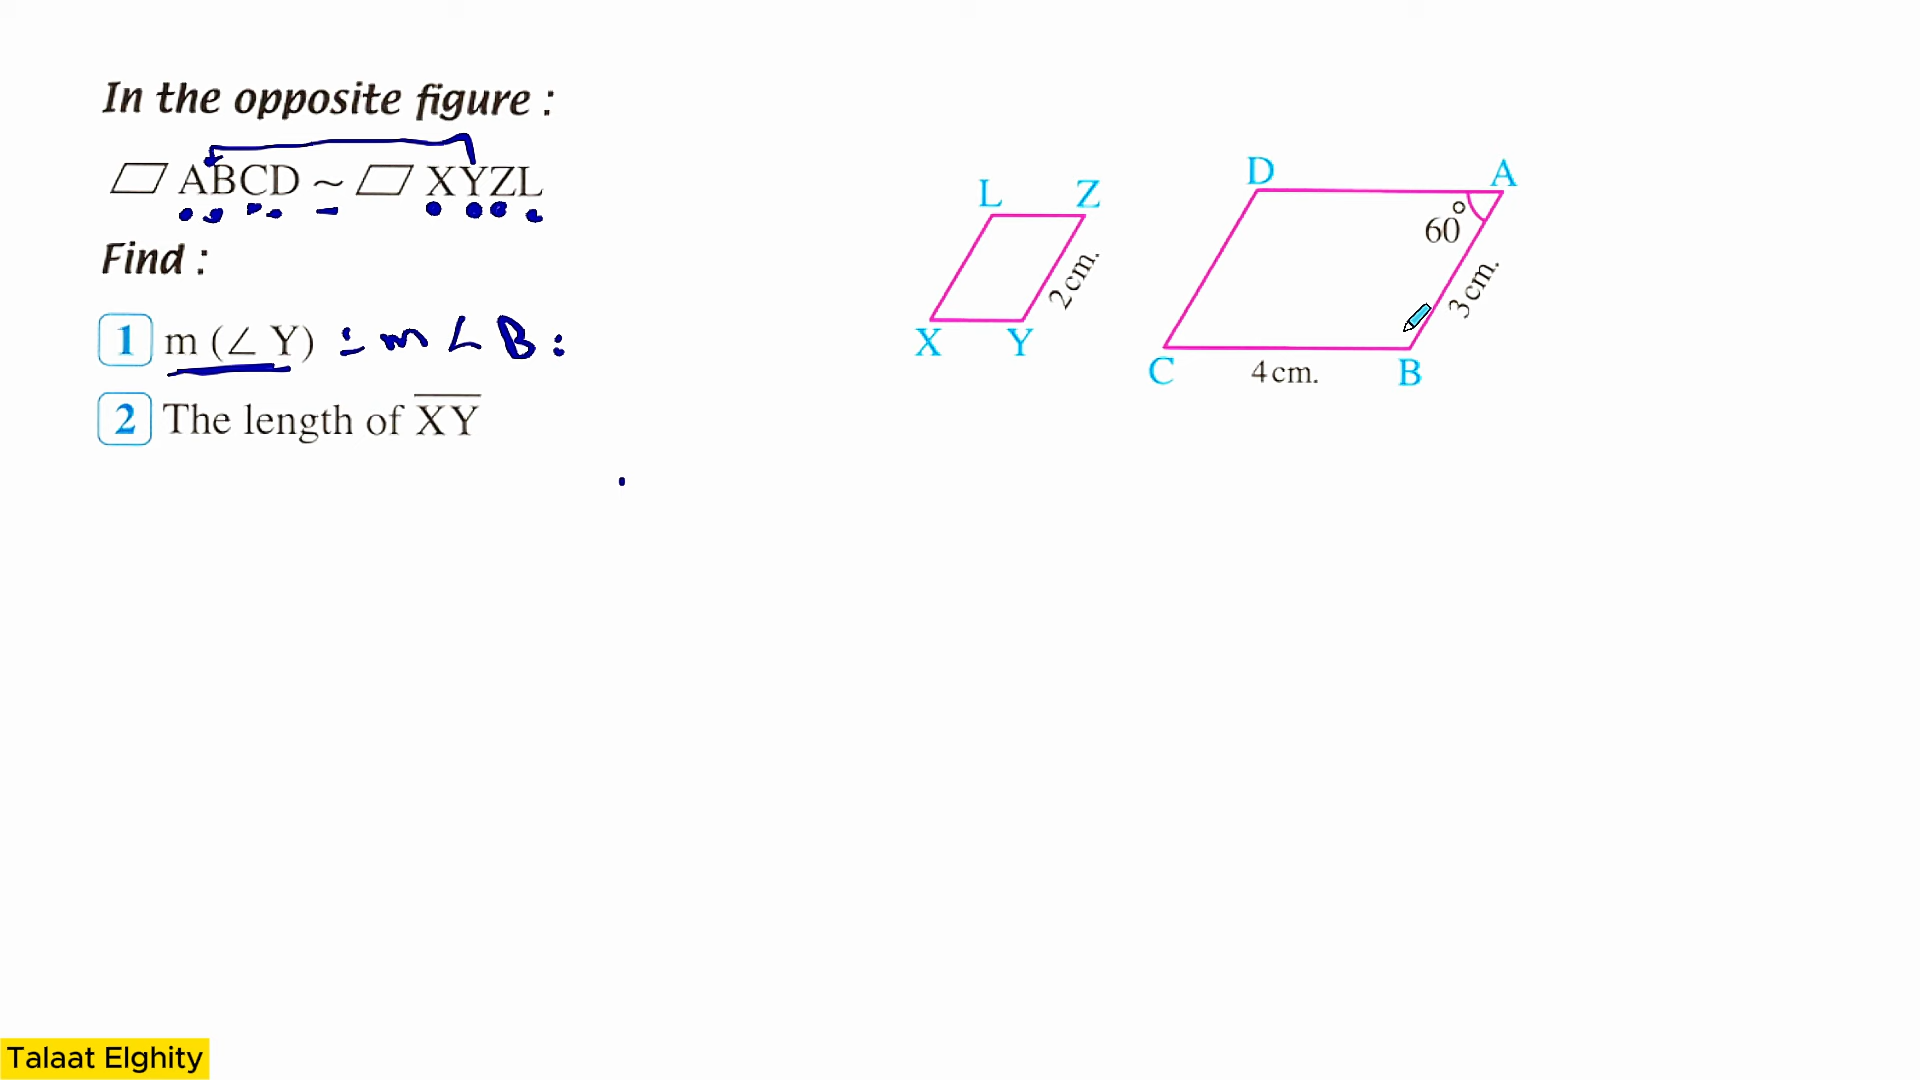 In the opposite figure :
▱ ABCD ~ ▱ XYZL
Find :
1 m (∠ Y) = m ∠ B =
2 The length of XY
L Z
2 cm.
X Y
D A
60°
3 cm.
C B
4 cm.
Talaat Elghity